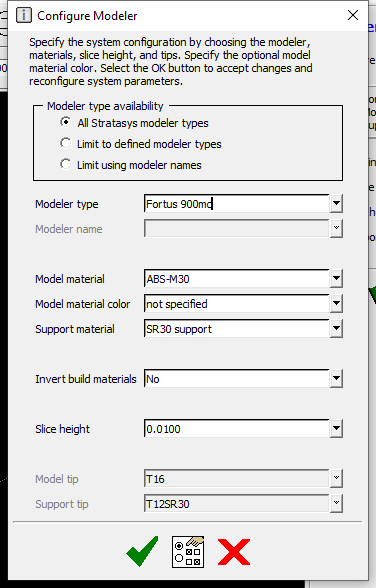 Configure Modeler
Specify the system configuration by choosing the modeler,
materials, slice height, and tips. Specify the optional model
material color. Select the OK button to accept changes and
reconfigure system parameters.
Modeler type availability
All Stratasys modeler types
Limit to defined modeler types
Limit using modeler names
Modeler type Fortus 900mc
Modeler name
Model material ABS-M30
Model material color not specified
Support material SR30 support
Invert build materials No
Slice height 0.0100
Model tip T16
Support tip T12SR30